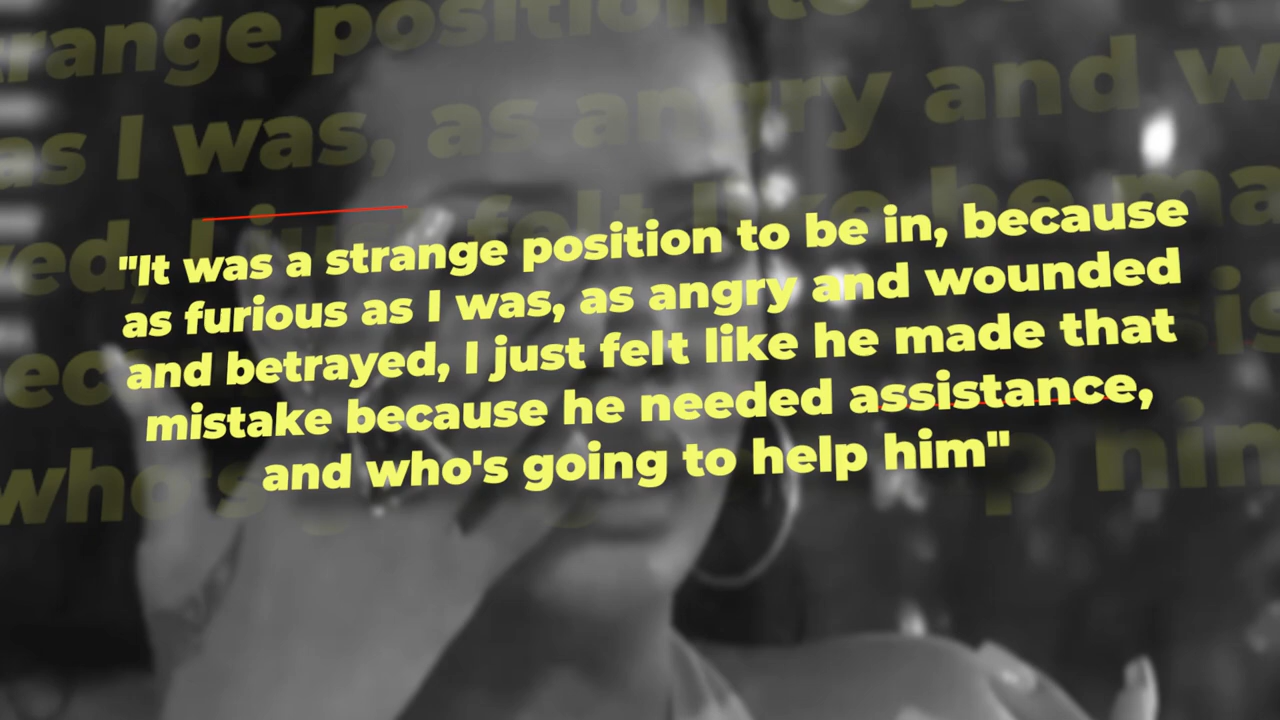 "It was a strange position to be in, because
as furious as I was, as angry and wounded
and betrayed, I just felt like he made that
mistake because he needed assistance,
and who's going to help him"